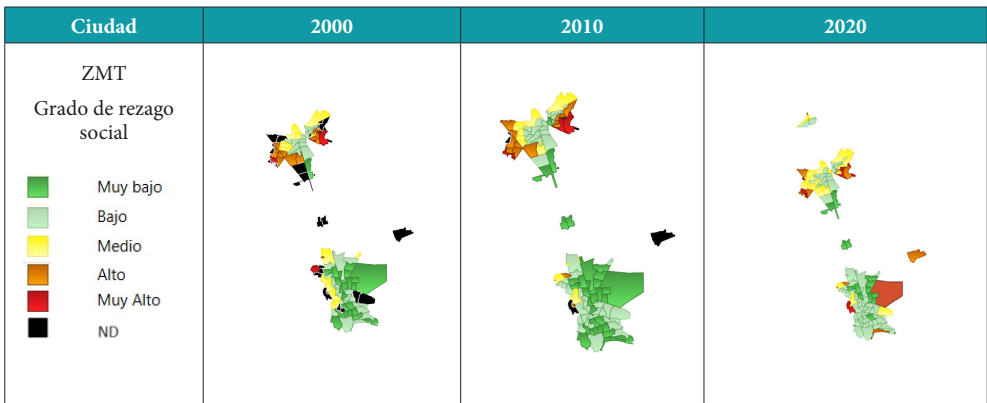 Ciudad
2000
2010
2020
ZMT
Grado de rezago
social
Muy bajo
Bajo
Medio
Alto
Muy Alto
ND